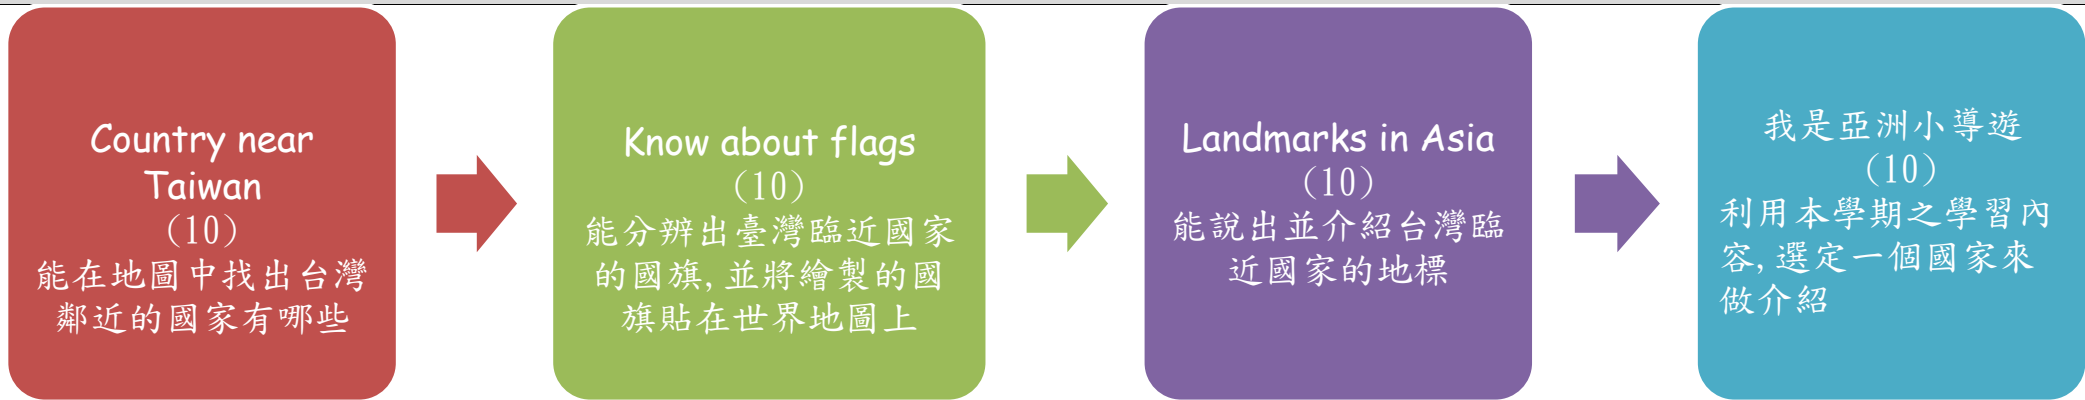 Country near
Taiwan
(10)
能在地圖中找出台灣
鄰近的國家有哪些
Know about flags
(10)
能分辨出臺灣臨近國家
的國旗,並將繪製的國
旗貼在世界地圖上
Landmarks in Asia
(10)
能說出並介紹台灣臨
近國家的地標
我是亞洲小導遊
(10)
利用本學期之學習內
容,選定一個國家來
做介紹